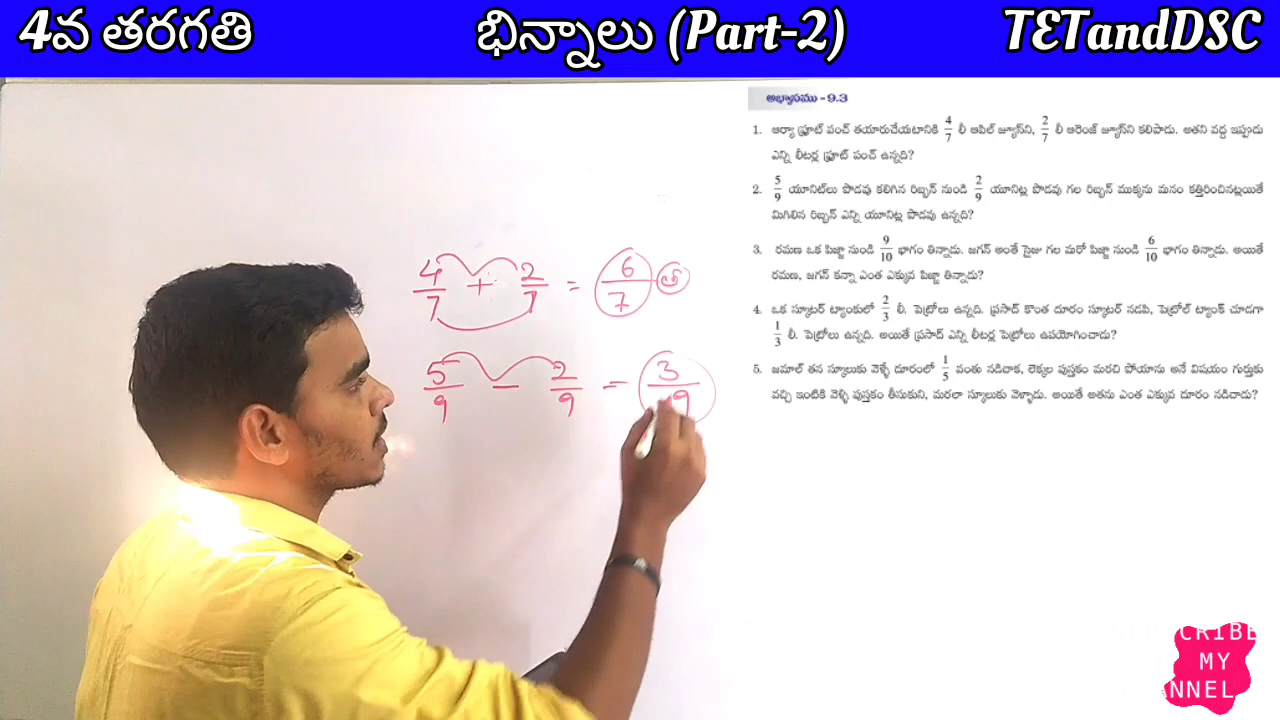 4వ తరగతి
భిన్నాలు (Part-2)
TETandDSC
అభ్యాసము - 9.3
1. ఆర్యా ఫ్రూట్ పంచ్ తయారుచేయటానికి 4/7 లీ ఆపిల్ జ్యూస్‌ని, 2/7 లీ ఆరెంజ్ జ్యూస్‌ని కలిపాడు. అతని వద్ద ఇప్పుడు
ఎన్ని లీటర్ల ఫ్రూట్ పంచ్ ఉన్నది?
2. 5/9 యూనిట్‌లు పొడవు కలిగిన రిబ్బన్ నుండి 2/9 యూనిట్ల పొడవు గల రిబ్బన్ ముక్కను మనం కత్తిరించినట్లయితే
మిగిలిన రిబ్బన్ ఎన్ని యూనిట్ల పొడవు ఉన్నది?
3. రమణ ఒక పిజ్జా నుండి 9/10 భాగం తిన్నాడు. జగన్ అంతే సైజు గల మరో పిజ్జా నుండి 6/10 భాగం తిన్నాడు. అయితే
రమణ, జగన్ కన్నా ఎంత ఎక్కువ పిజ్జా తిన్నాడు?
4. ఒక స్కూటర్ ట్యాంకులో 2/3 లీ. పెట్రోలు ఉన్నది. ప్రసాద్ కొంత దూరం స్కూటర్ నడిపి, పెట్రోల్ ట్యాంక్ చూడగా
1/3 లీ. పెట్రోలు ఉన్నది. అయితే ప్రసాద్ ఎన్ని లీటర్ల పెట్రోలు ఉపయోగించాడు?
5. జమాల్ తన స్కూలుకు వెళ్ళే దూరంలో 1/5 వంతు నడిచాక, లెక్కల పుస్తకం మరచి పోయాను అనే విషయం గుర్తుకు
వచ్చి ఇంటికి వెళ్ళి పుస్తకం తీసుకుని, మరలా స్కూలుకు వెళ్ళాడు. అయితే అతను ఎంత ఎక్కువ దూరం నడిచాడు?
4/7 + 2/7 = 6/7 లీ
5/9 - 2/9 = 3/9
MY